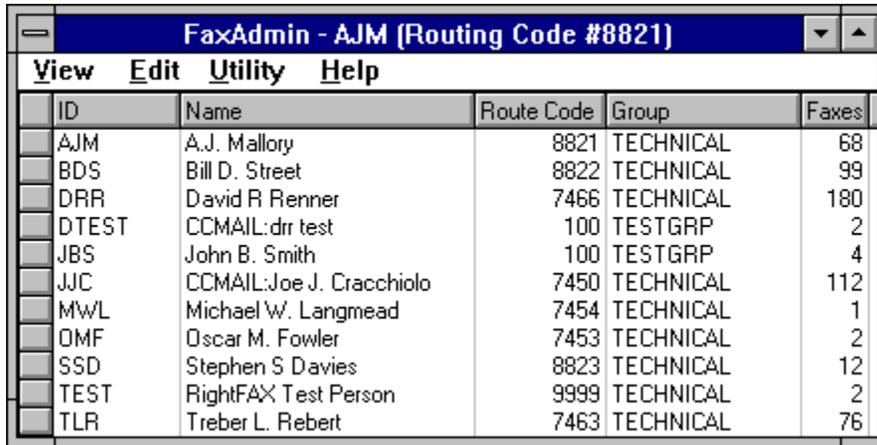 FaxAdmin - AJM (Routing Code #8821)
View Edit Utility Help
ID Name Route Code Group Faxes
AJM A.J. Mallory 8821 TECHNICAL 68
BDS Bill D. Street 8822 TECHNICAL 99
DRR David R Renner 7466 TECHNICAL 180
DTEST CCMAIL:drr test 100 TESTGRP 2
JBS John B. Smith 100 TESTGRP 4
JJC CCMAIL:Joe J. Cracchiolo 7450 TECHNICAL 112
MWL Michael W. Langmead 7454 TECHNICAL 1
OMF Oscar M. Fowler 7453 TECHNICAL 2
SSD Stephen S Davies 8823 TECHNICAL 12
TEST RightFAX Test Person 9999 TECHNICAL 2
TLR Treber L. Rebert 7463 TECHNICAL 76